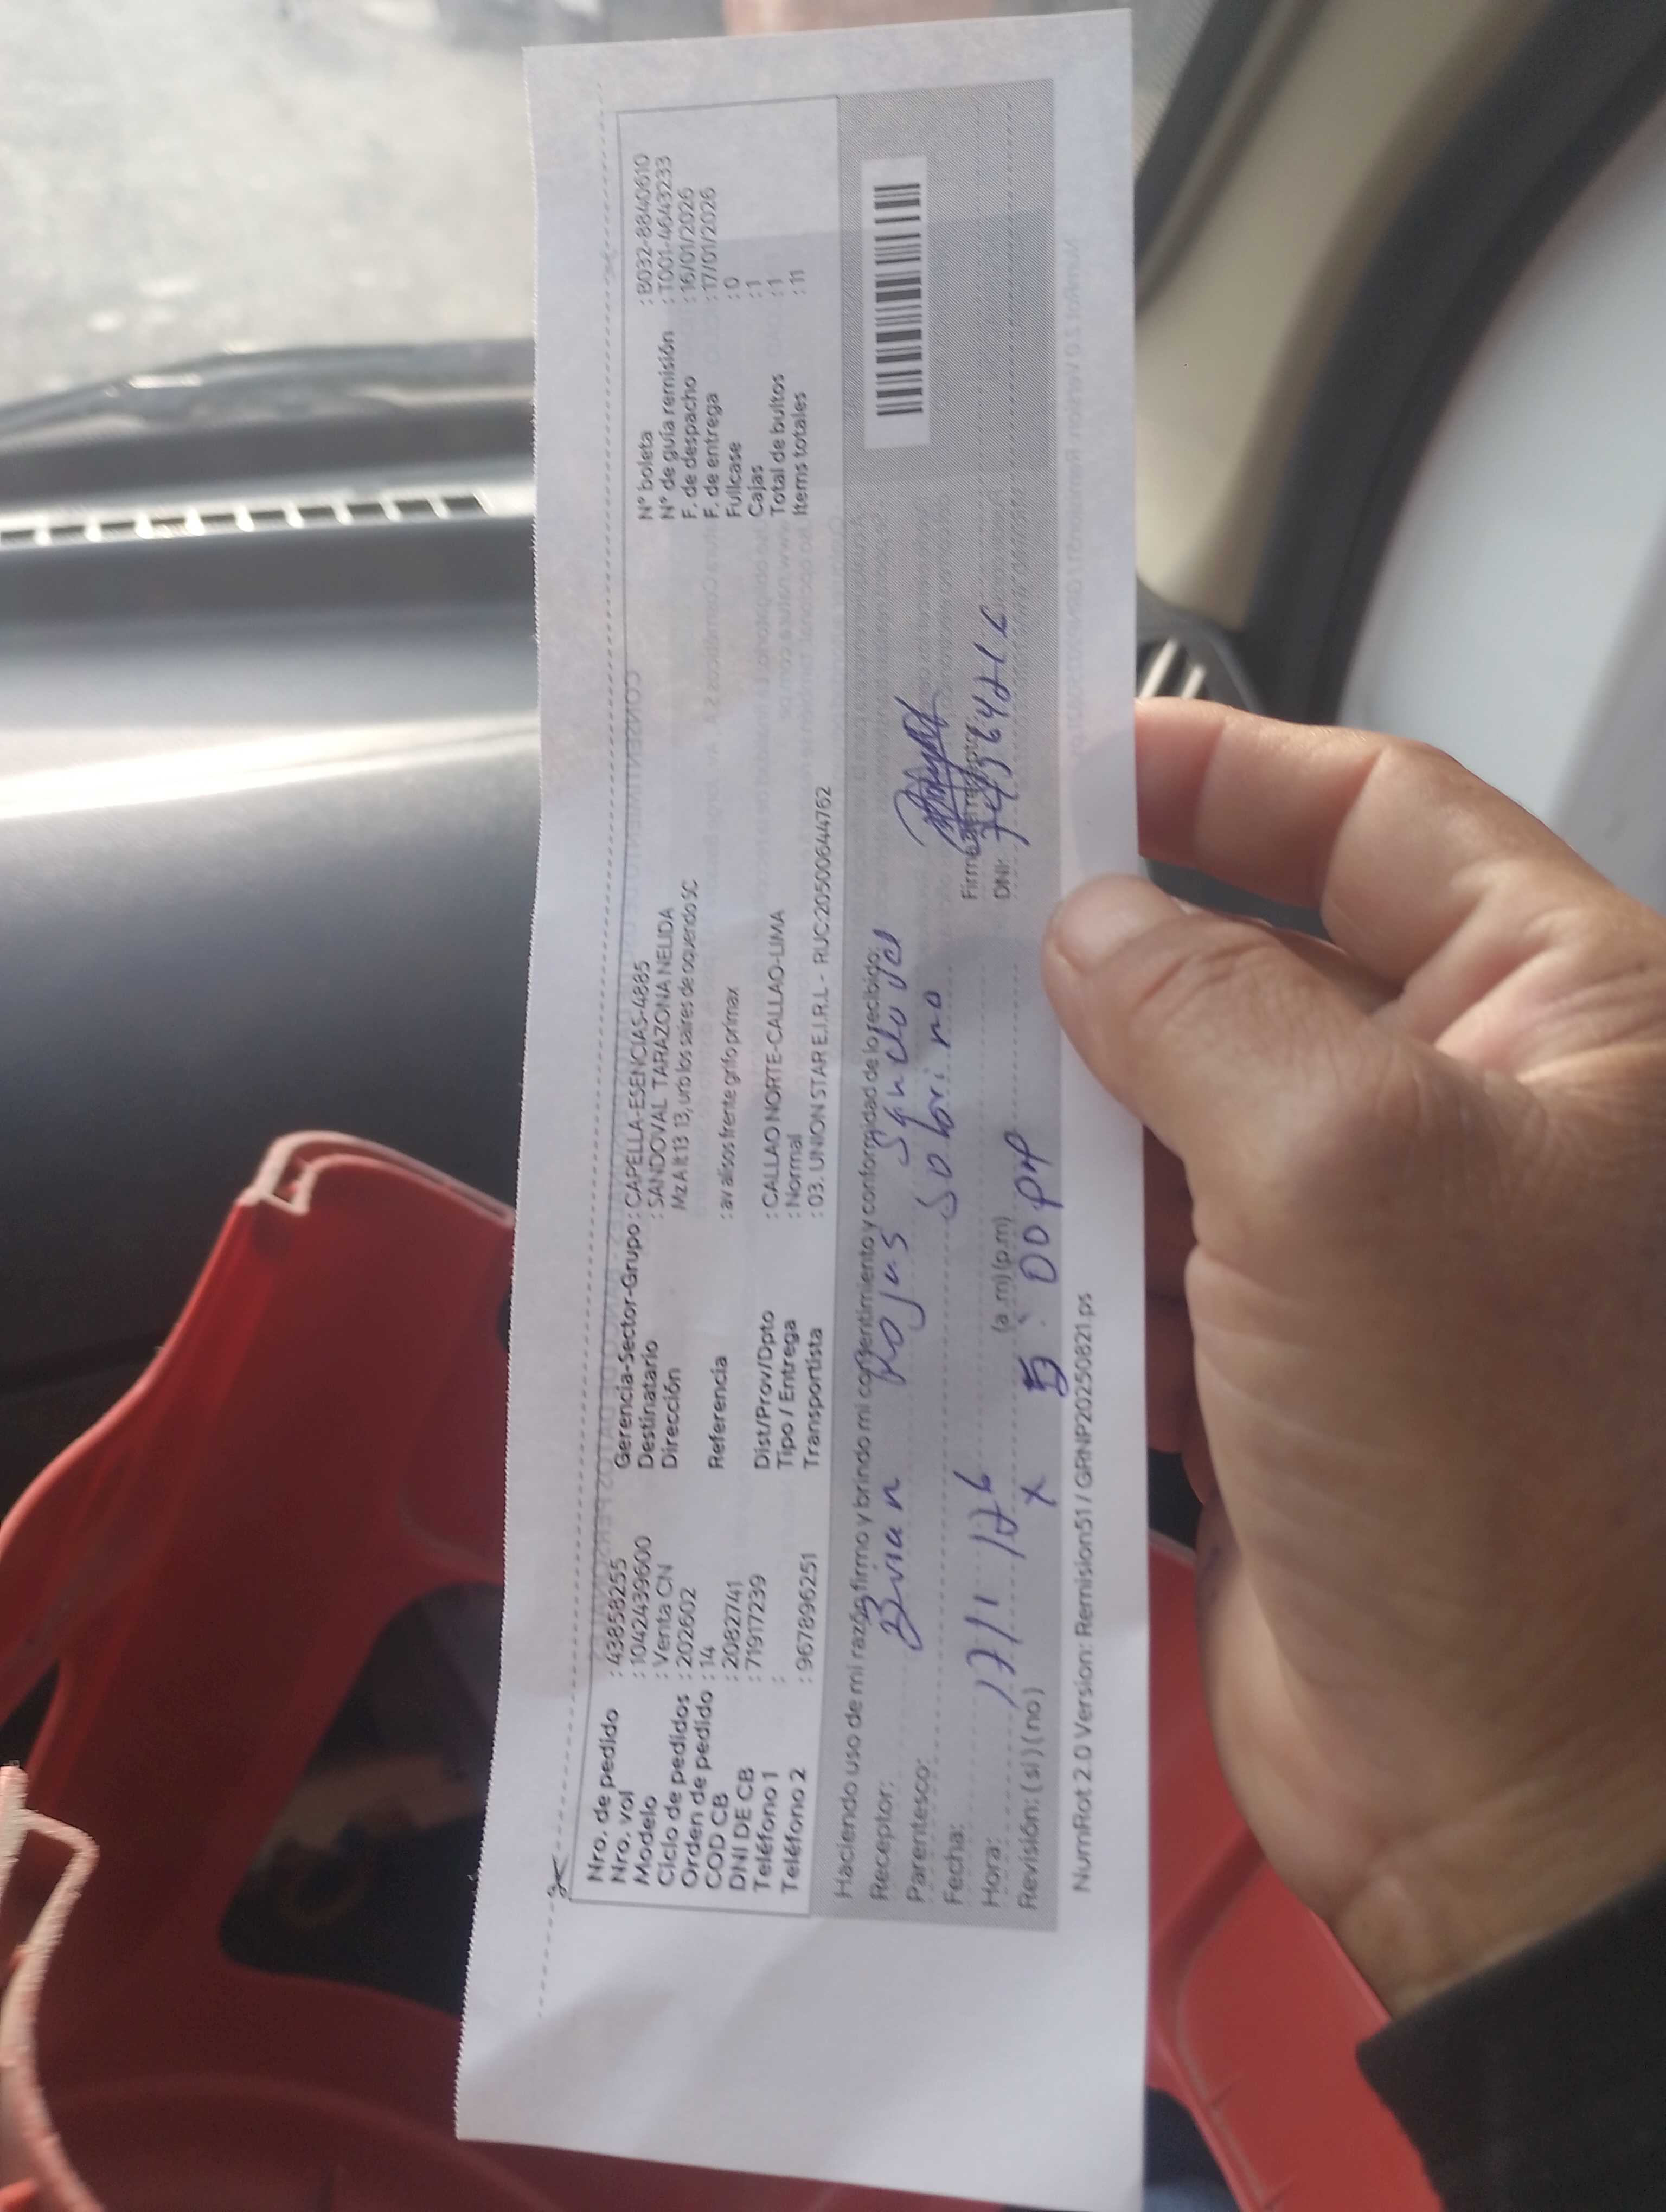 Nro. de pedido : 43858255
Nro. vol : 1042439600
Modelo : Venta CN
Ciclo de pedidos : 202602
Orden de pedido : 14
COD CB : 2082741
DNI DE CB : 71917239
Teléfono 1 :
Teléfono 2 : 967896251
Gerencia-Sector-Grupo : CAPELLA-ESENCIAS-4885
Destinatario : SANDOVAL TARAZONA NELIDA
Dirección Mz A lt 13 13, urb los saires de oquendo SC
Referencia : av alisos frente grifo primax
Dist/Prov/Dpto : CALLAO NORTE-CALLAO-LIMA
Tipo / Entrega : Normal
Transportista : 03. UNION STAR E.I.R.L - RUC:20500644762
N° boleta : B032-8840610
N° de guía remisión : T001-4643233
F. de despacho : 16/01/2026
F. de entrega : 17/01/2026
Fullcase : 0
Cajas : 1
Total de bultos : 1
Items totales : 11
Haciendo uso de mi razón firmo y brindo mi consentimiento y conformidad de lo recibido:
Receptor: Brian Rojas Sandoval
Parentesco: Sobrino
Fecha: 17/1/26
Hora: (a.m) (p.m) 5:00 pm
Revisión: (si) (no) x
DNI:
NumRot 2.0 Version: Remision51 / GRNP20250821.ps